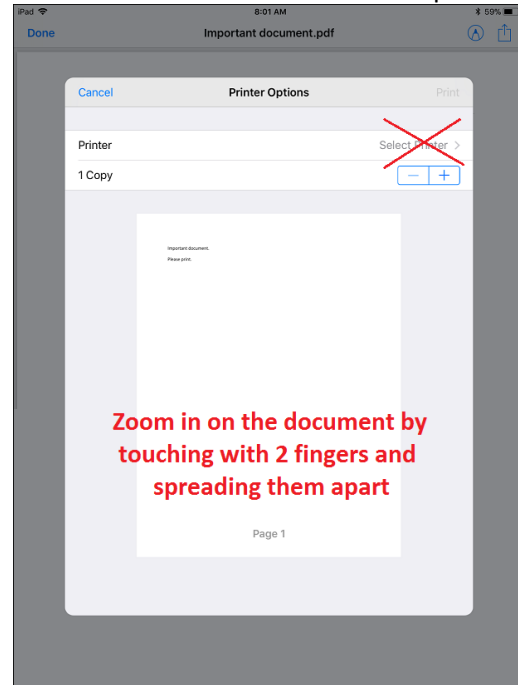 iPad 8:01 AM 59%
Done Important document.pdf
Cancel Printer Options Print
Printer Select Printer >
1 Copy − +
Important document.
Please print.
Zoom in on the document by
touching with 2 fingers and
spreading them apart
Page 1